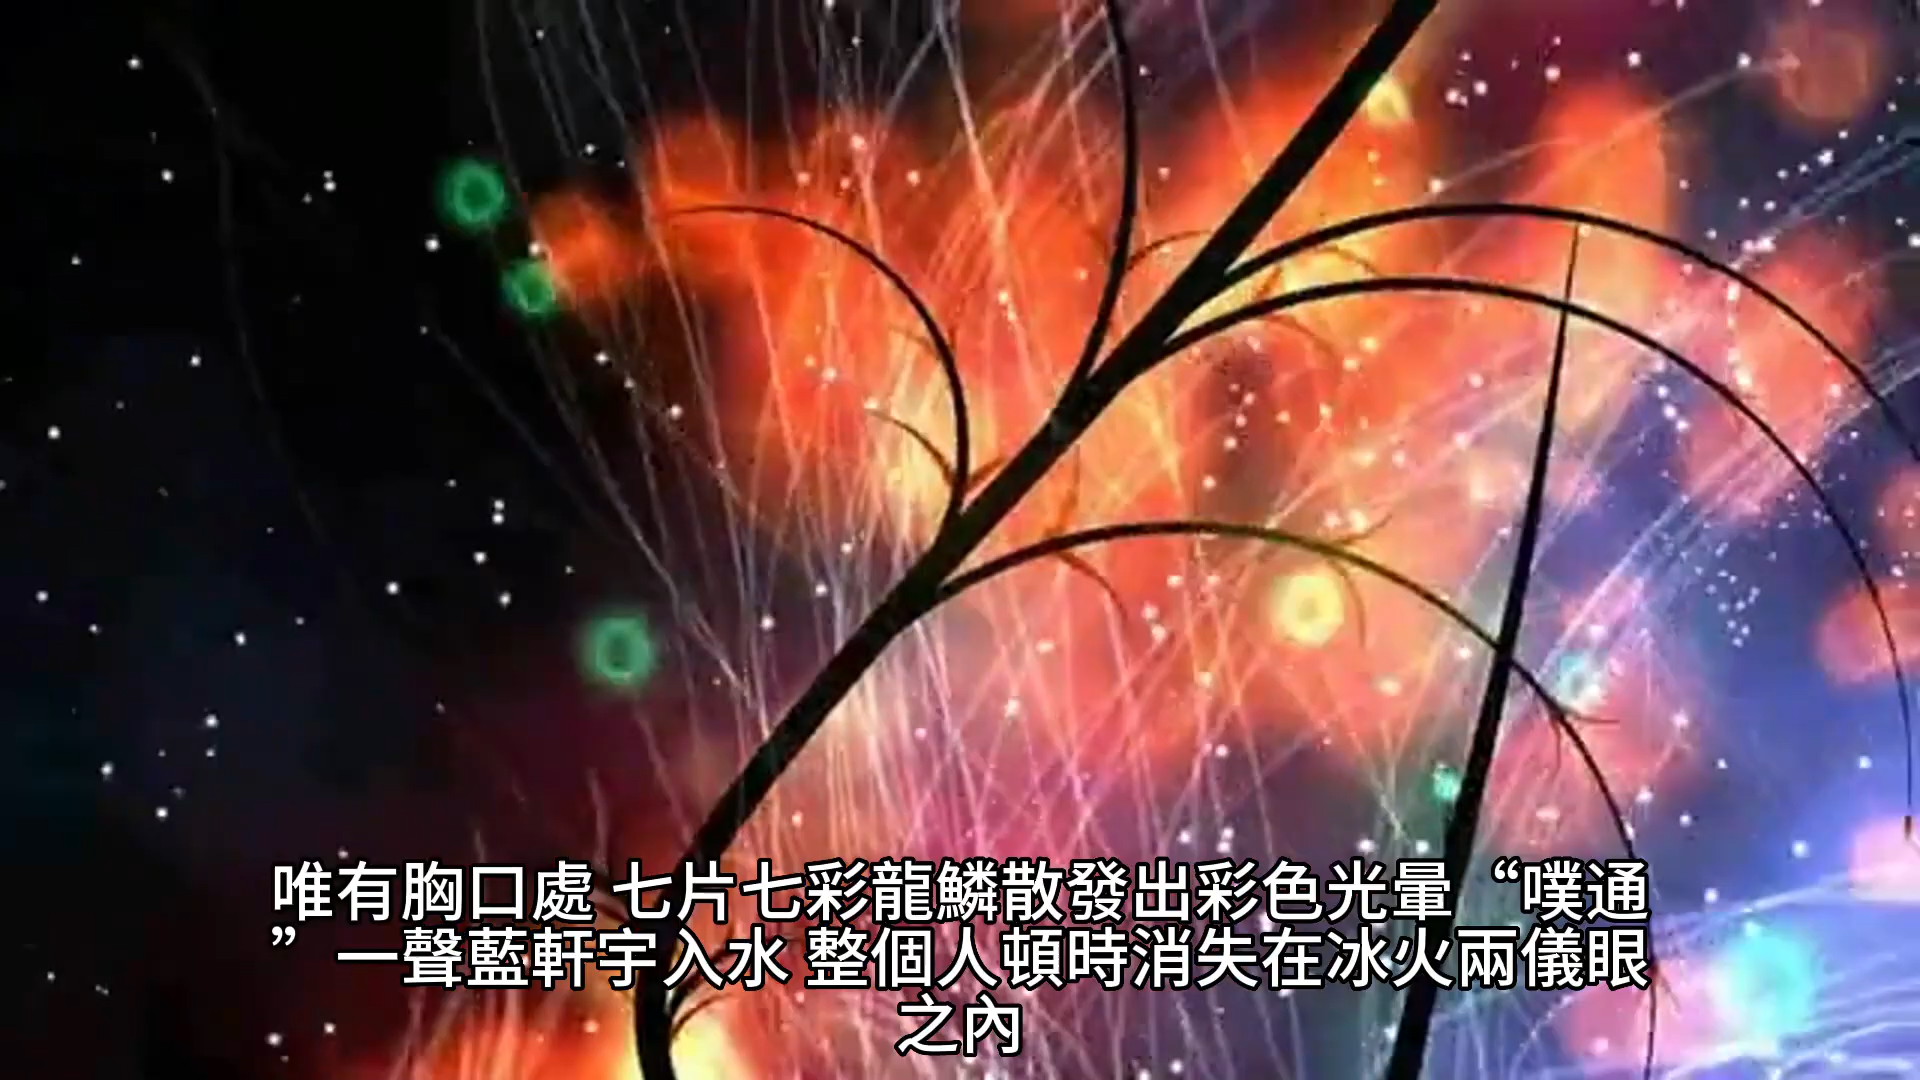 唯有胸口處 七片七彩龍鱗散發出彩色光暈“噗通
”一聲藍軒宇入水 整個人頓時消失在冰火兩儀眼
之內